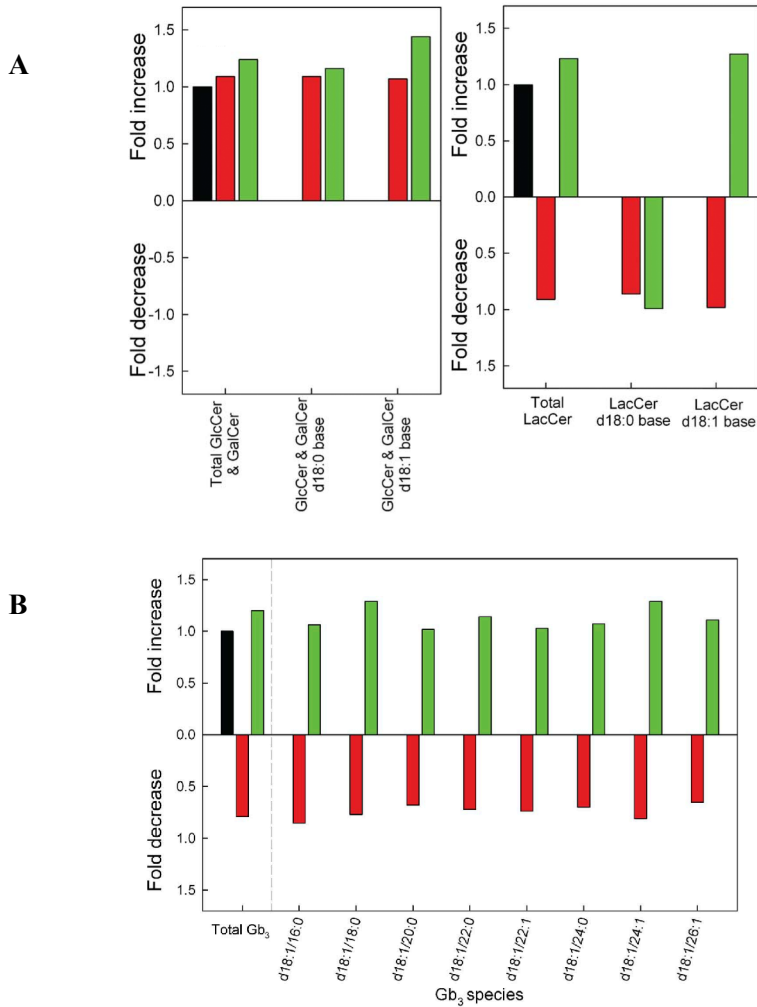 A
Fold increase
Fold decrease
1.5
1.0
0.5
0.0
-0.5
-1.0
-1.5
Total GlcCer
& GalCer
GlcCer & GalCer
d18:0 base
GlcCer & GalCer
d18:1 base
Fold increase
Fold decrease
1.5
1.0
0.5
0.0
0.5
1.0
1.5
Total
LacCer
LacCer
d18:0 base
LacCer
d18:1 base
B
Fold increase
Fold decrease
1.5
1.0
0.5
0.0
0.5
1.0
1.5
Total Gb₃
d18:1/16:0
d18:1/18:0
d18:1/20:0
d18:1/22:0
d18:1/22:1
d18:1/24:0
d18:1/24:1
d18:1/26:1
Gb₃ species